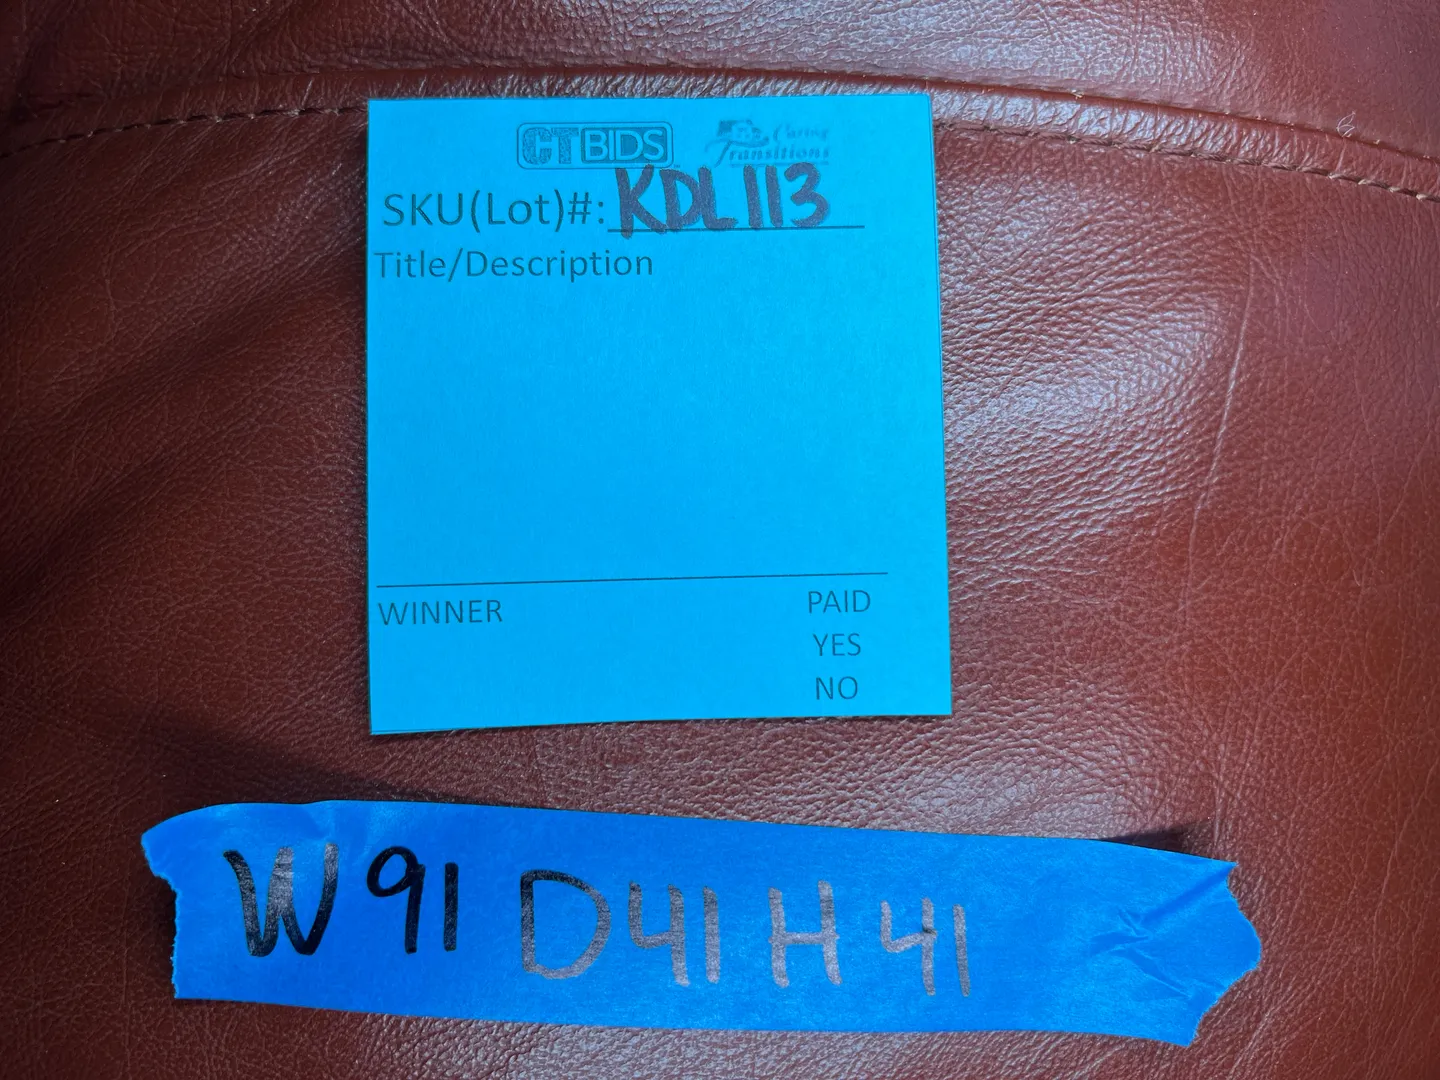 CTBIDS
Caring Transitions
SKU(Lot)#: KDL113
Title/Description
WINNER
PAID
YES
NO
W91 D41 H41